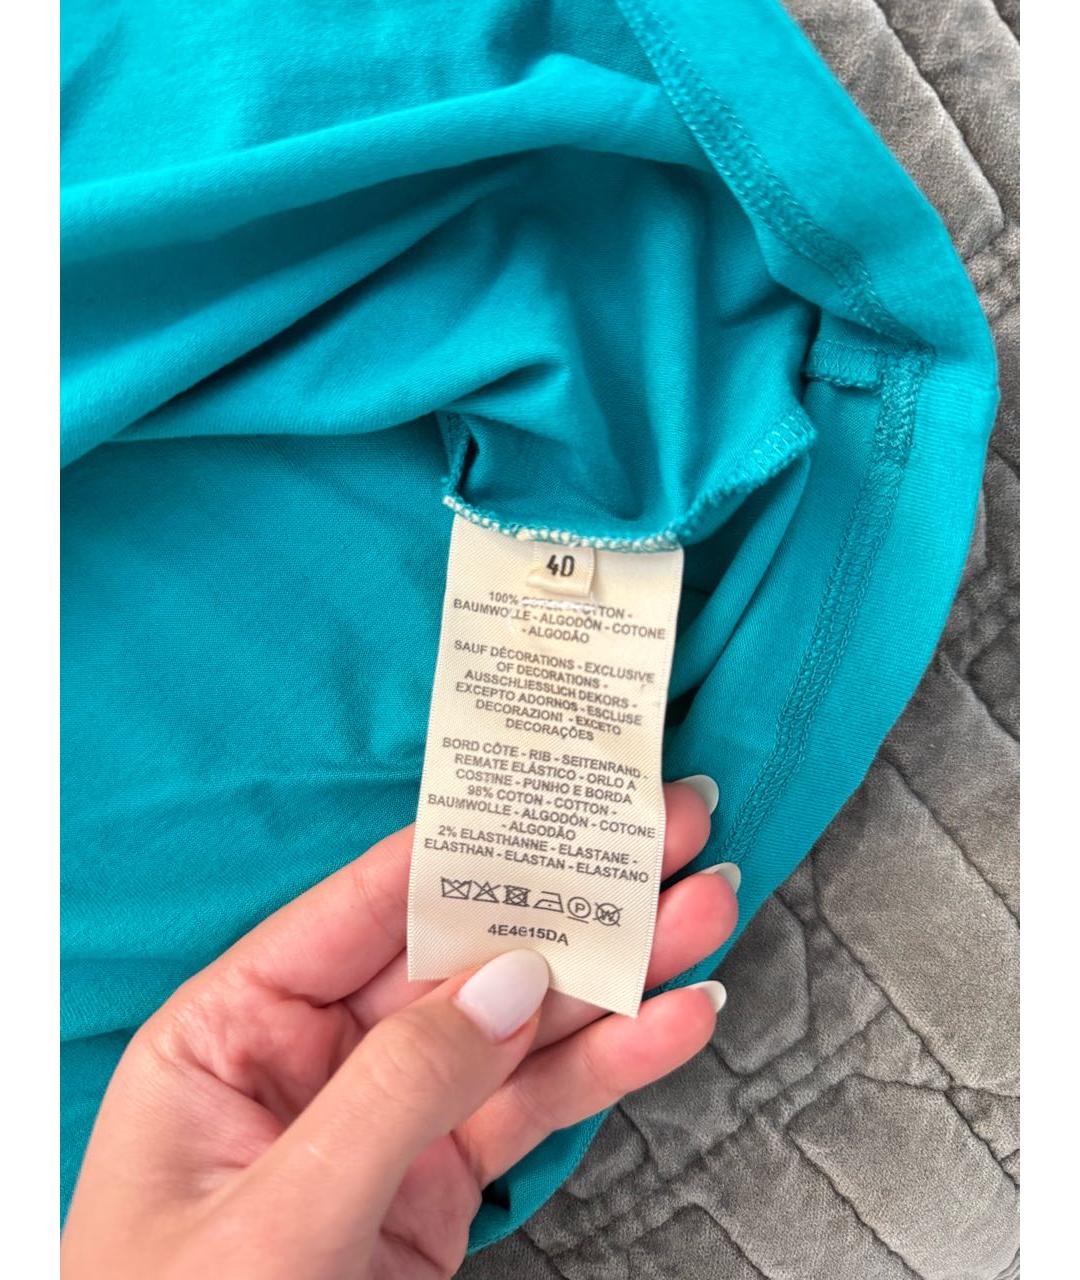 40
100% COTON - COTTON -
BAUMWOLLE - ALGODÓN - COTONE
- ALGODÃO
SAUF DÉCORATIONS - EXCLUSIVE
OF DECORATIONS -
AUSSCHLIESSLICH DEKORS -
EXCEPTO ADORNOS - ESCLUSE
DECORAZIONI - EXCETO
DECORAÇÕES
BORD CÔTE - RIB - SEITENRAND -
REMATE ELÁSTICO - ORLO A
COSTINE - PUNHO E BORDA
98% COTON - COTTON -
BAUMWOLLE - ALGODÓN - COTONE
- ALGODÃO
2% ELASTHANNE - ELASTANE -
ELASTHAN - ELASTAN - ELASTANO
P W
4E4615DA